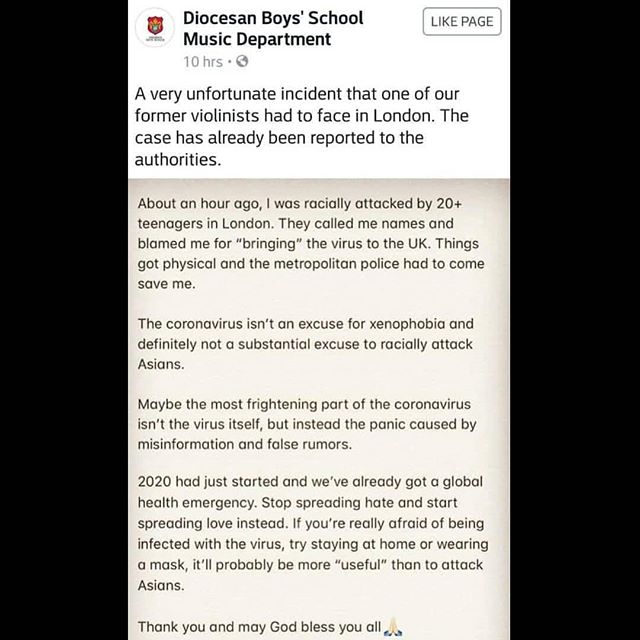 Diocesan Boys' School
Music Department
LIKE PAGE
10 hrs •
A very unfortunate incident that one of our
former violinists had to face in London. The
case has already been reported to the
authorities.
About an hour ago, I was racially attacked by 20+
teenagers in London. They called me names and
blamed me for “bringing” the virus to the UK. Things
got physical and the metropolitan police had to come
save me.
The coronavirus isn’t an excuse for xenophobia and
definitely not a substantial excuse to racially attack
Asians.
Maybe the most frightening part of the coronavirus
isn’t the virus itself, but instead the panic caused by
misinformation and false rumors.
2020 had just started and we’ve already got a global
health emergency. Stop spreading hate and start
spreading love instead. If you’re really afraid of being
infected with the virus, try staying at home or wearing
a mask, it’ll probably be more “useful” than to attack
Asians.
Thank you and may God bless you all 🙏🏻